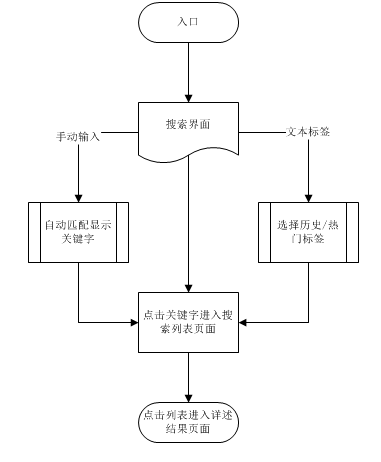 入口
搜索界面
手动输入
文本标签
自动匹配显示
关键字
选择历史/热
门标签
点击关键字进入搜
索列表页面
点击列表进入详述
结果页面